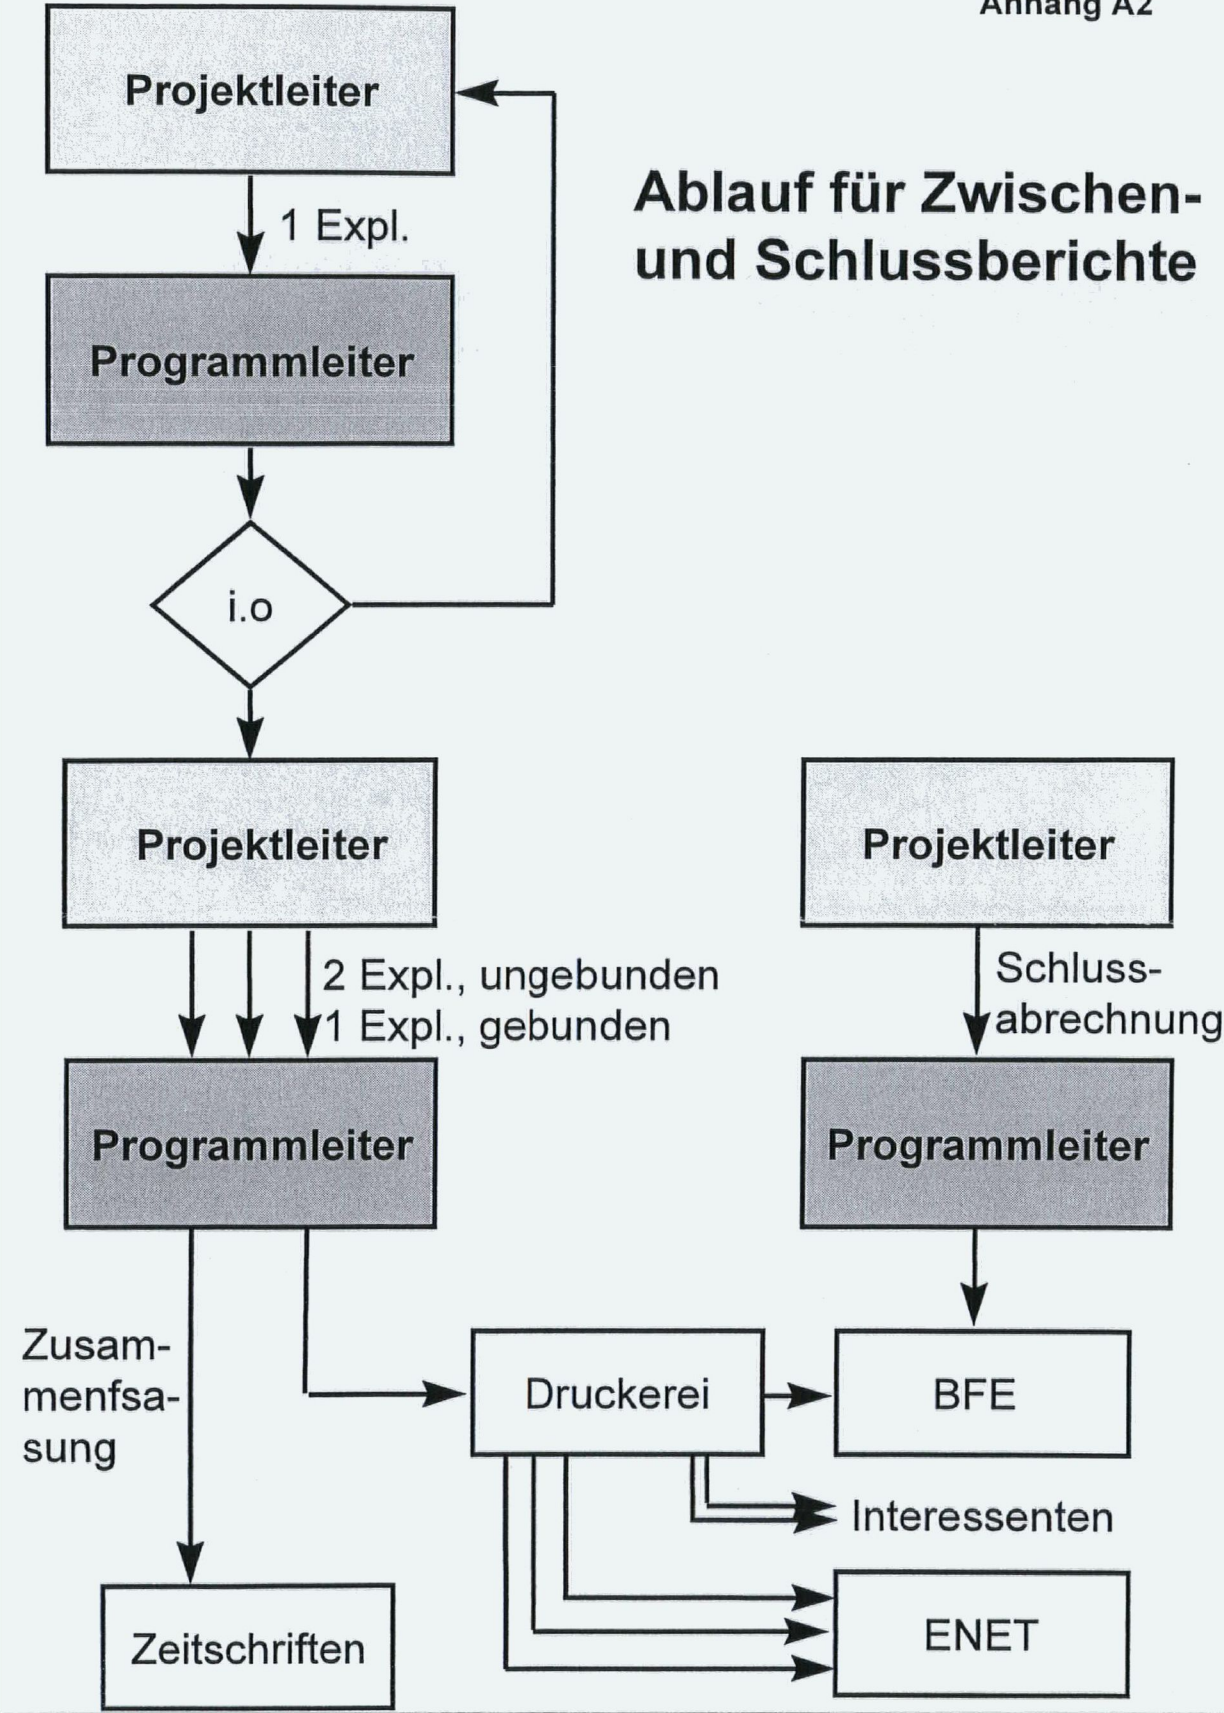 Anhang A2
Projektleiter
Ablauf für Zwischen-
und Schlussberichte
1 Expl.
Programmleiter
i.o
Projektleiter
2 Expl., ungebunden
1 Expl., gebunden
Programmleiter
Projektleiter
Schluss-
abrechnung
Programmleiter
Zusam-
menfsa-
sung
Druckerei
BFE
Interessenten
ENET
Zeitschriften